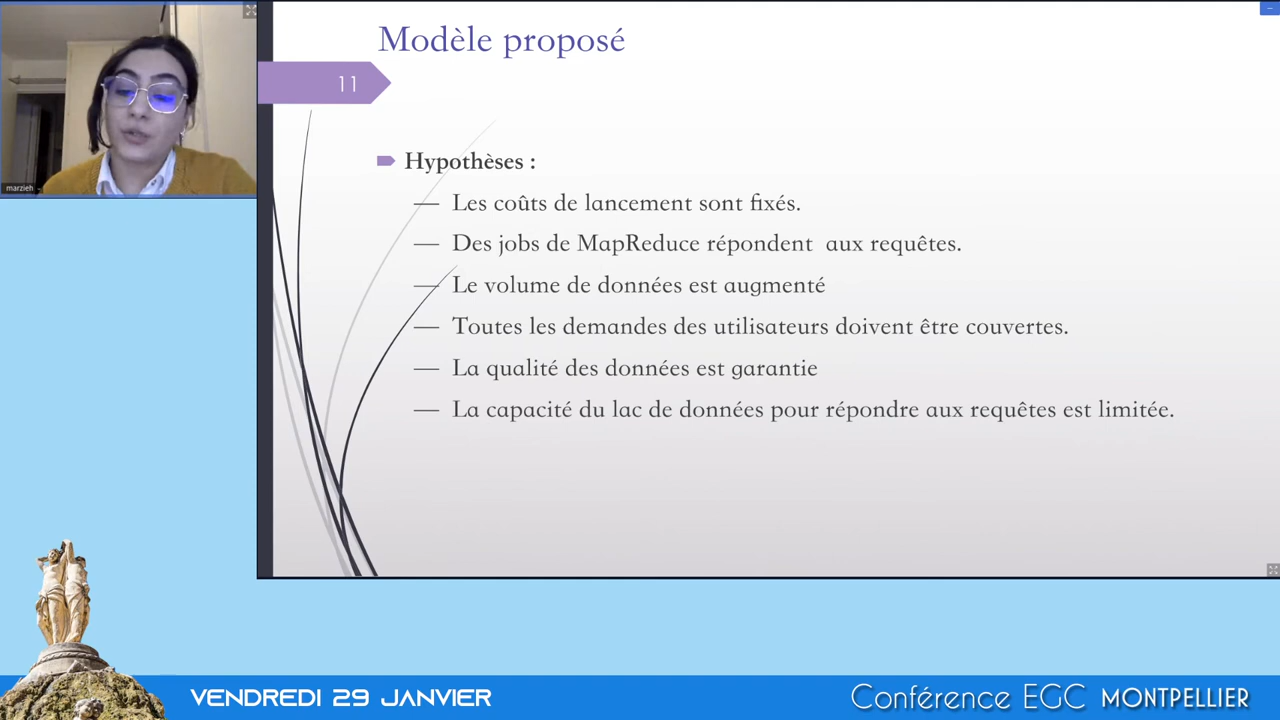 Modèle proposé
11
marzieh
Hypothèses :
— Les coûts de lancement sont fixés.
— Des jobs de MapReduce répondent aux requêtes.
— Le volume de données est augmenté
— Toutes les demandes des utilisateurs doivent être couvertes.
— La qualité des données est garantie
— La capacité du lac de données pour répondre aux requêtes est limitée.
VENDREDI 29 JANVIER
Conférence EGC MONTPELLIER